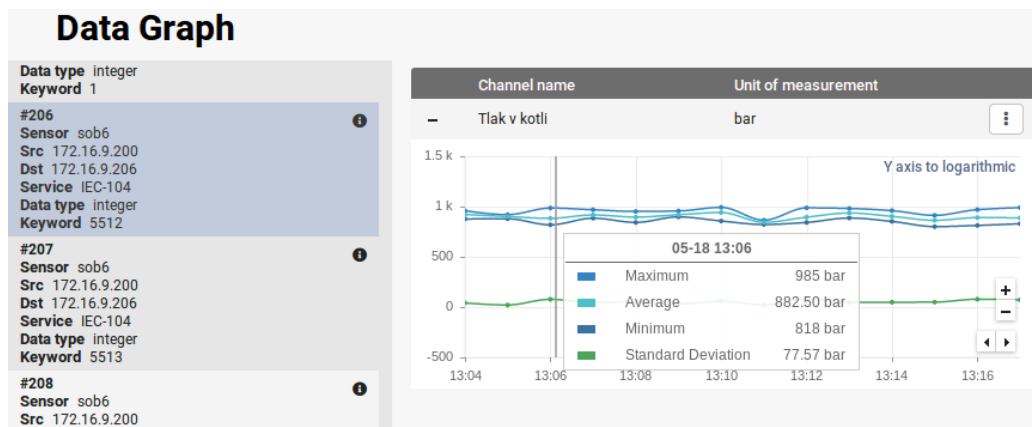 Data Graph
Data type integer
Keyword 1
#206
Sensor sob6
Src 172.16.9.200
Dst 172.16.9.206
Service IEC-104
Data type integer
Keyword 5512
#207
Sensor sob6
Src 172.16.9.200
Dst 172.16.9.206
Service IEC-104
Data type integer
Keyword 5513
#208
Sensor sob6
Src 172.16.9.200
Channel name Unit of measurement
Tlak v kotli bar
Y axis to logarithmic
1.5 k
1 k
500
0
-500
05-18 13:06
Maximum 985 bar
Average 882.50 bar
Minimum 818 bar
Standard Deviation 77.57 bar
13:04 13:06 13:08 13:10 13:12 13:14 13:16